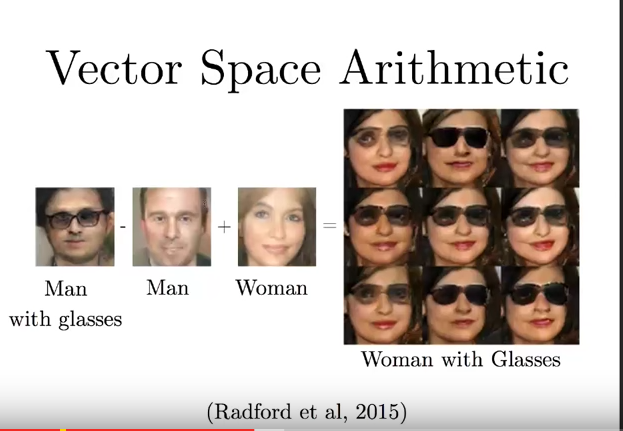 Vector Space Arithmetic
- + =
Man Man Woman
with glasses
Woman with Glasses
(Radford et al, 2015)